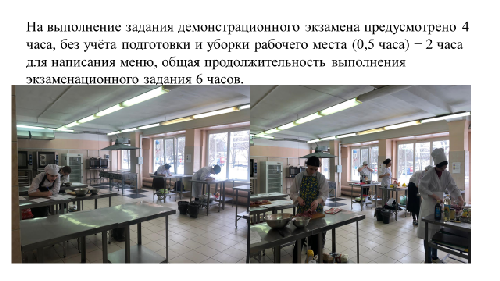 На выполнение задания демонстрационного экзамена предусмотрено 4
часа, без учёта подготовки и уборки рабочего места (0,5 часа) – 2 часа
для написания меню, общая продолжительность выполнения
экзаменационного задания 6 часов.